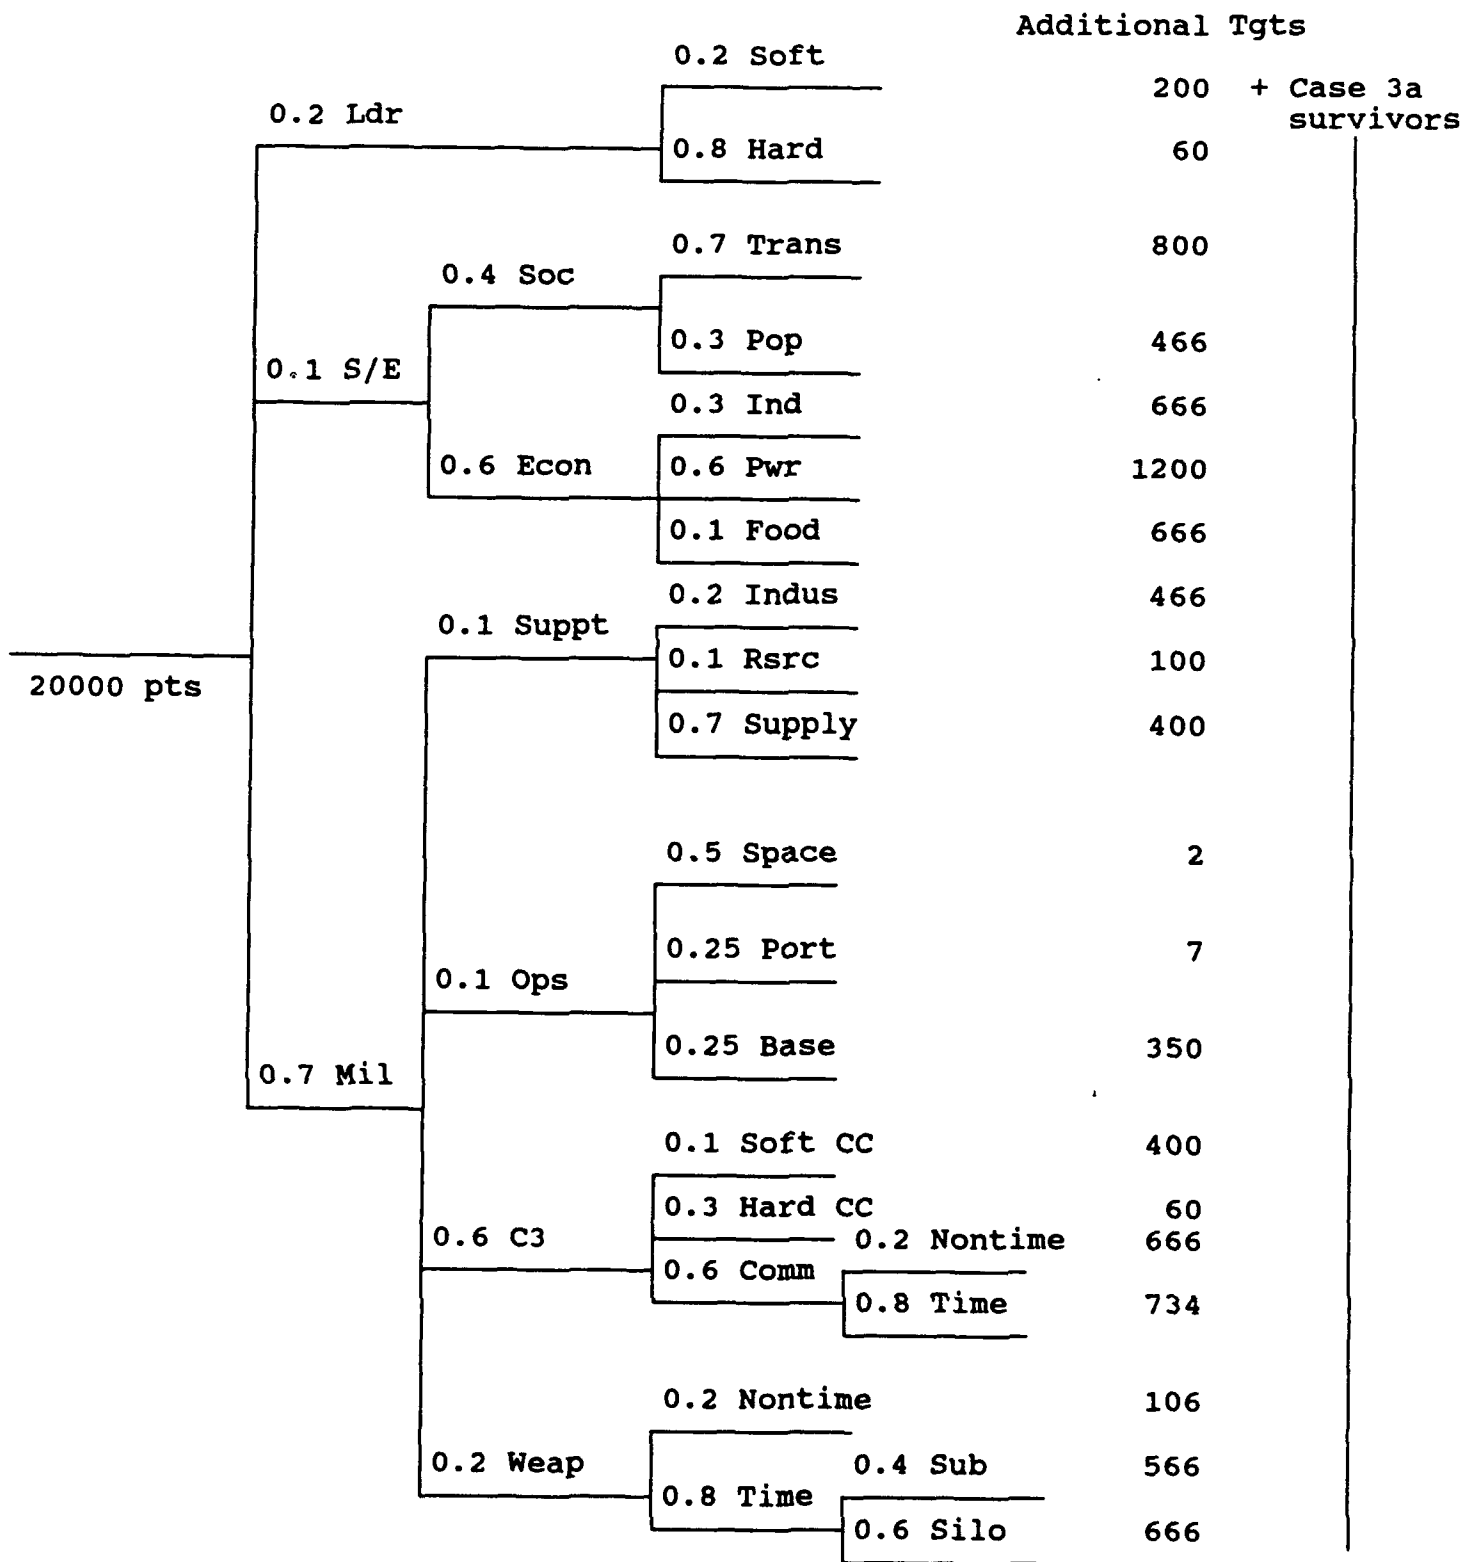 Additional Tgts
0.2 Soft
200 + Case 3a
survivors
0.2 Ldr
0.8 Hard 60
0.7 Trans 800
0.4 Soc
0.3 Pop 466
0.1 S/E
0.3 Ind 666
0.6 Econ 0.6 Pwr 1200
0.1 Food 666
0.2 Indus 466
0.1 Suppt
0.1 Rsrc 100
20000 pts
0.7 Supply 400
0.5 Space 2
0.25 Port 7
0.1 Ops
0.25 Base 350
0.7 Mil
0.1 Soft CC 400
0.3 Hard CC 60
0.6 C3 0.2 Nontime 666
0.6 Comm
0.8 Time 734
0.2 Nontime 106
0.2 Weap 0.4 Sub 566
0.8 Time
0.6 Silo 666